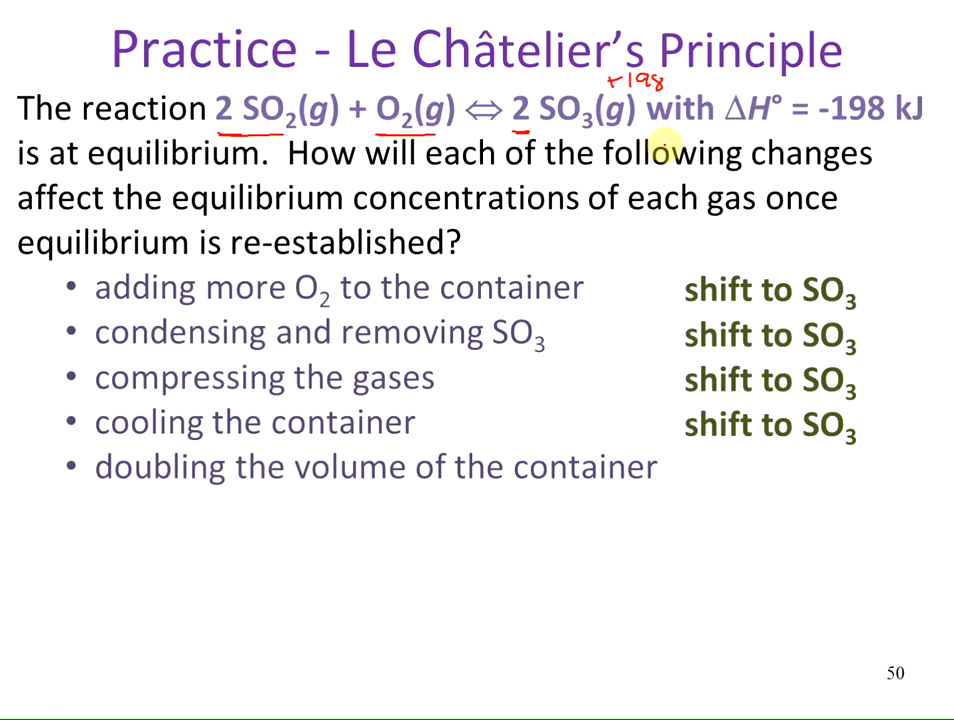 Practice - Le Châtelier's Principle
+198
The reaction 2 SO₂(g) + O₂(g) ⇔ 2 SO₃(g) with ΔH° = -198 kJ
is at equilibrium. How will each of the following changes
affect the equilibrium concentrations of each gas once
equilibrium is re-established?
• adding more O₂ to the container shift to SO₃
• condensing and removing SO₃ shift to SO₃
• compressing the gases shift to SO₃
• cooling the container shift to SO₃
• doubling the volume of the container
50